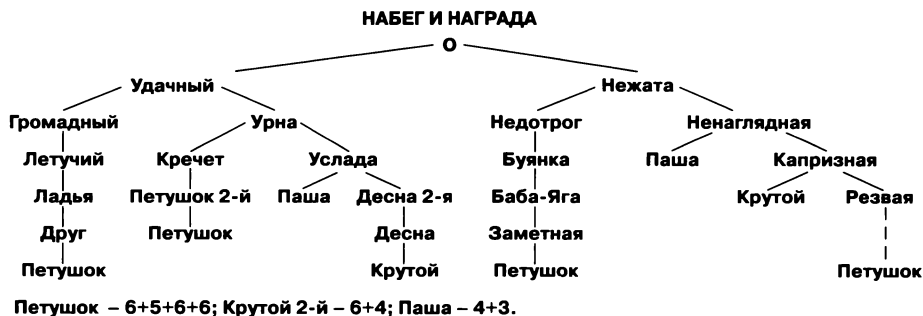 НАБЕГ И НАГРАДА
О
Удачный Нежата
Громадный Урна Недотрог Ненаглядная
Летучий Кречет Услада Буянка Паша Капризная
Ладья Петушок 2-й Паша Десна 2-я Баба-Яга Крутой Резвая
Друг Петушок Десна Заметная
Петушок Крутой Петушок Петушок
Петушок – 6+5+6+6; Крутой 2-й – 6+4; Паша – 4+3.